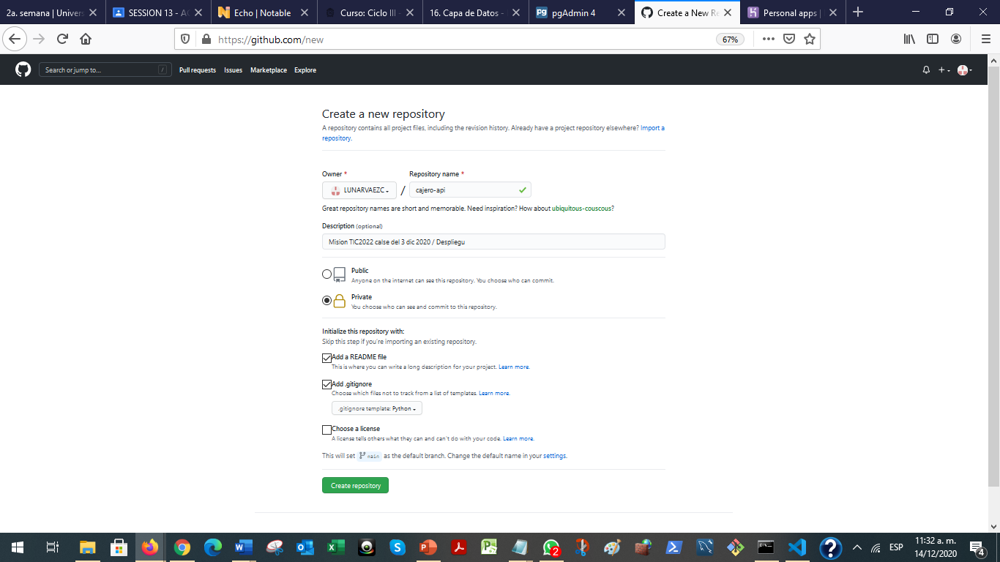 2a. semana | Univers
SESSION 13 - AC
Echo | Notable
Curso: Ciclo III -
16. Capa de Datos -
pgAdmin 4
Create a New Re
Personal apps |
https://github.com/new
67%
Search or jump to...
/
Pull requests
Issues
Marketplace
Explore
Create a new repository
A repository contains all project files, including the revision history. Already have a project repository elsewhere? Import a
repository.
Owner *
Repository name *
LUNARVAEZC
/
cajero-api
Great repository names are short and memorable. Need inspiration? How about ubiquitous-couscous?
Description (optional)
Mision TIC2022 calse del 3 dic 2020 / Despliegu
Public
Anyone on the internet can see this repository. You choose who can commit.
Private
You choose who can see and commit to this repository.
Initialize this repository with:
Skip this step if you're importing an existing repository.
Add a README file
This is where you can write a long description for your project. Learn more.
Add .gitignore
Choose which files not to track from a list of templates. Learn more.
.gitignore template: Python
Choose a license
A license tells others what they can and can't do with your code. Learn more.
This will set main as the default branch. Change the default name in your settings.
Create repository
2
ESP
11:32 a. m.
14/12/2020
4